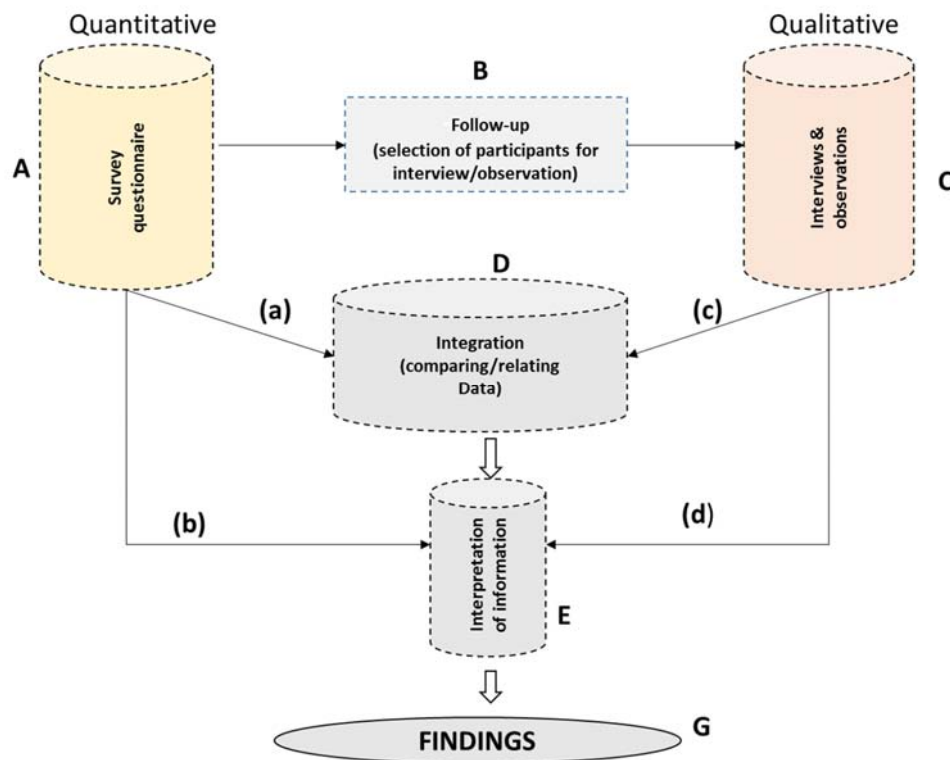 Quantitative
Qualitative
A
Survey
questionnaire
B
Follow-up
(selection of participants for
interview/observation)
Interviews &
observations
C
D
(a)
(c)
Integration
(comparing/relating
Data)
(b)
(d)
Interpretation
of information
E
FINDINGS
G